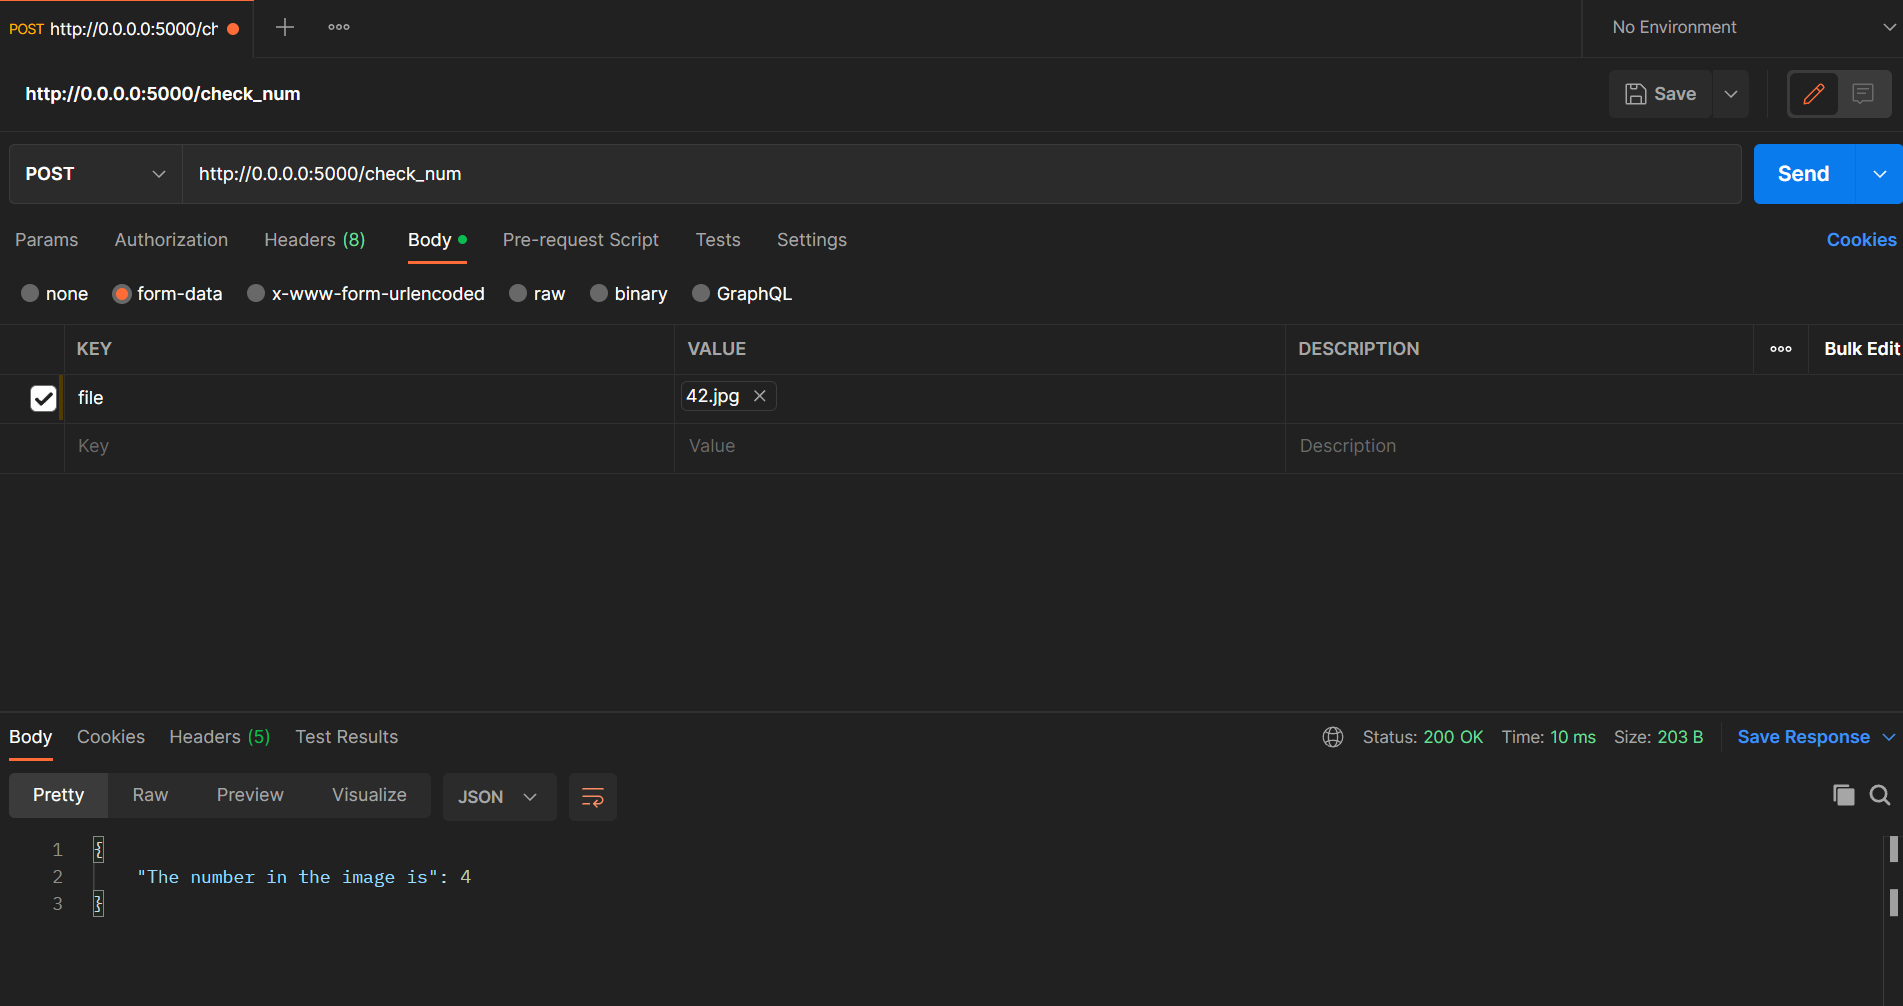 POST http://0.0.0.0:5000/ch
No Environment
http://0.0.0.0:5000/check_num
Save
POST http://0.0.0.0:5000/check_num
Send
Params Authorization Headers (8) Body Pre-request Script Tests Settings Cookies
none form-data x-www-form-urlencoded raw binary GraphQL
KEY VALUE DESCRIPTION Bulk Edit
file 42.jpg
Key Value Description
Body Cookies Headers (5) Test Results Status: 200 OK Time: 10 ms Size: 203 B Save Response
Pretty Raw Preview Visualize JSON
1 {
2 "The number in the image is": 4
3 }